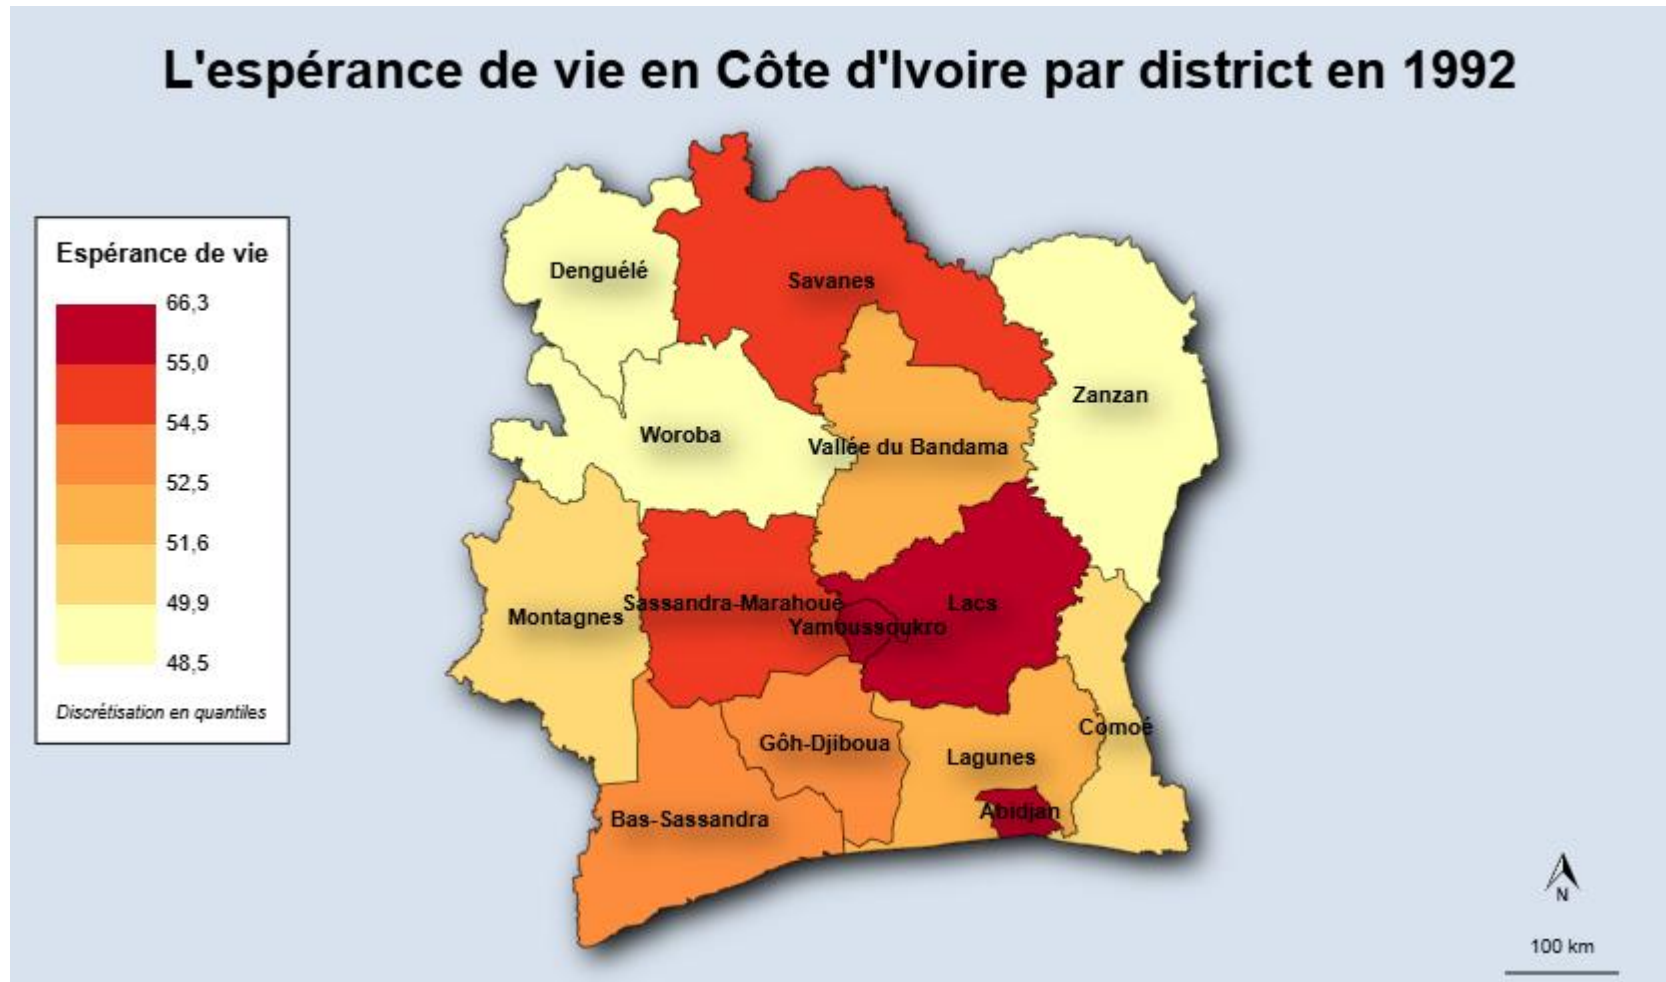 L'espérance de vie en Côte d'Ivoire par district en 1992
Espérance de vie
66,3
55,0
54,5
52,5
51,6
49,9
48,5
Discrétisation en quantiles
Denguélé
Savanes
Zanzan
Woroba
Vallée du Bandama
Montagnes
Sassandra-Marahoué
Lacs
Yamoussoukro
Comoé
Gôh-Djiboua
Lagunes
Bas-Sassandra
Abidjan
N
100 km